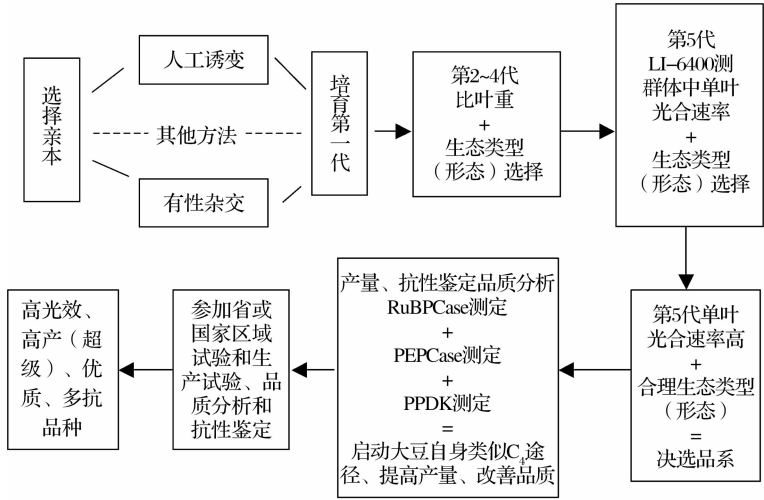 选择亲本
人工诱变
其他方法
有性杂交
培育第一代
第2~4代
比叶重
+
生态类型
（形态）选择
第5代
LI-6400测
群体中单叶
光合速率
+
生态类型
（形态）选择
第5代单叶
光合速率高
+
合理生态类型
（形态）
=
决选品系
产量、抗性鉴定品质分析
RuBPCase测定
+
PEPCase测定
+
PPDK测定
=
启动大豆自身类似C4途
径、提高产量、改善品质
参加省或
国家区域
试验和生
产试验、品
质分析和
抗性鉴定
高光效、
高产（超
级）、优
质、多抗
品种